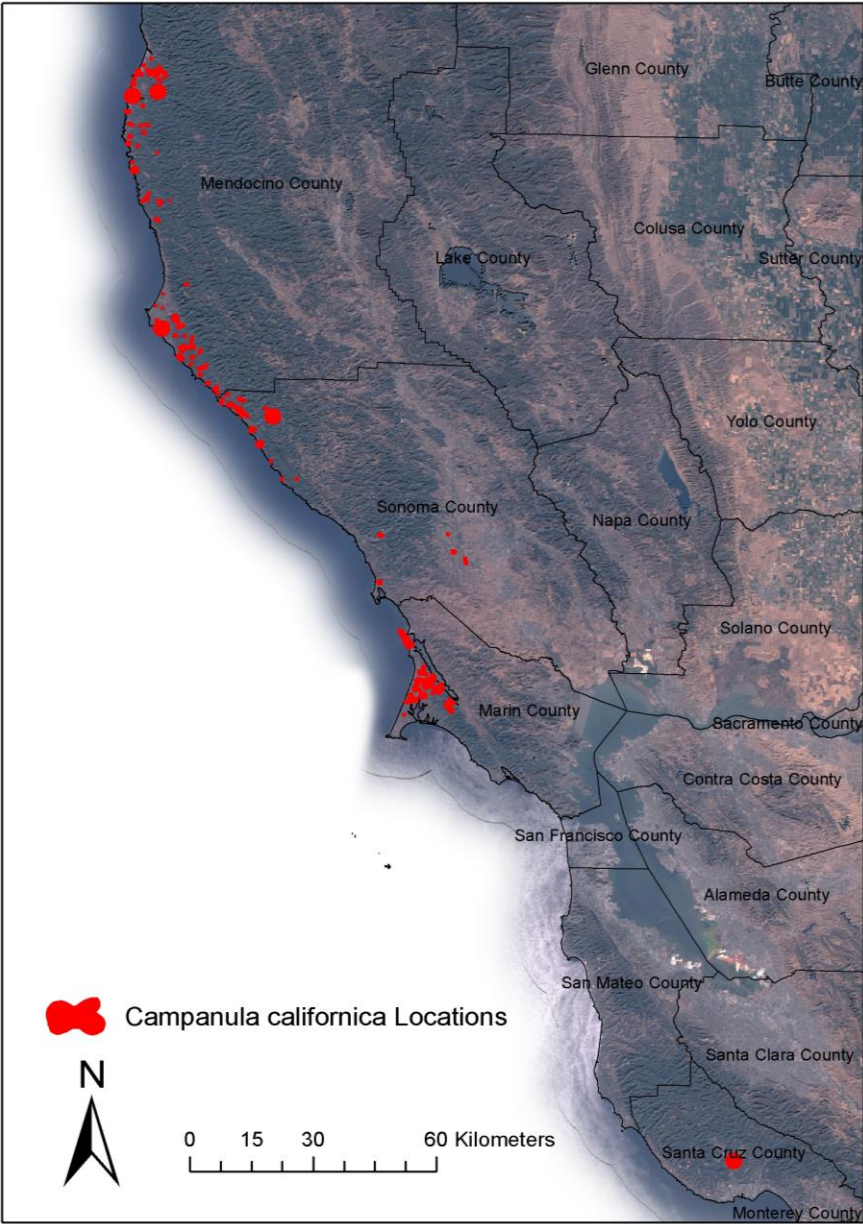 Glenn County
Butte County
Mendocino County
Colusa County
Lake County
Sutter County
Yolo County
Sonoma County
Napa County
Solano County
Marin County
Sacramento County
Contra Costa County
San Francisco County
Alameda County
San Mateo County
Campanula californica Locations
Santa Clara County
N
0 15 30 60 Kilometers
Santa Cruz County
Monterey County